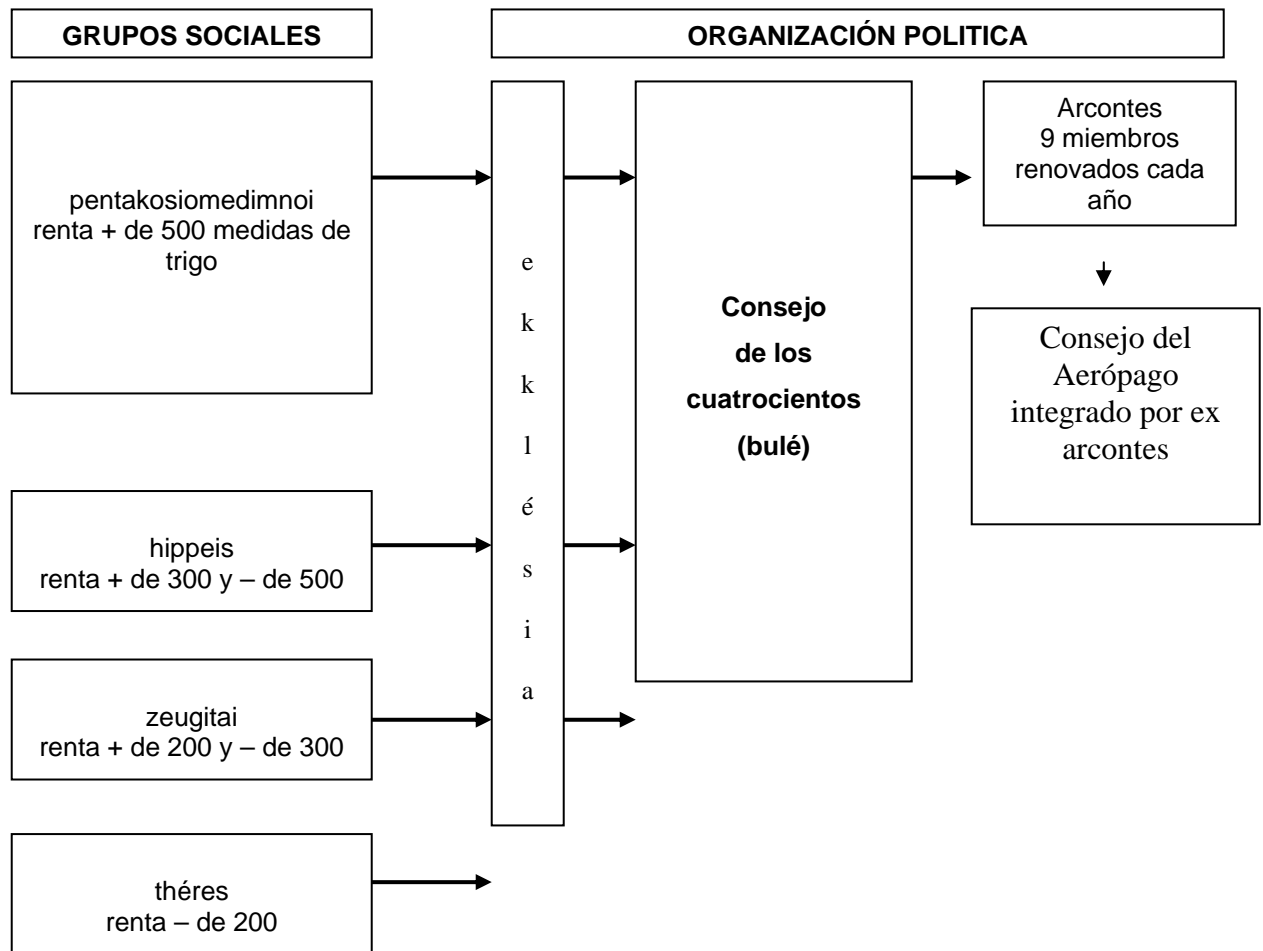 GRUPOS SOCIALES
ORGANIZACIÓN POLITICA
pentakosiomedimnoi
renta + de 500 medidas de
trigo
hippeis
renta + de 300 y – de 500
zeugitai
renta + de 200 y – de 300
théres
renta – de 200
e
k
k
l
é
s
i
a
Consejo
de los
cuatrocientos
(bulé)
Arcontes
9 miembros
renovados cada
año
Consejo del
Aerópago
integrado por ex
arcontes